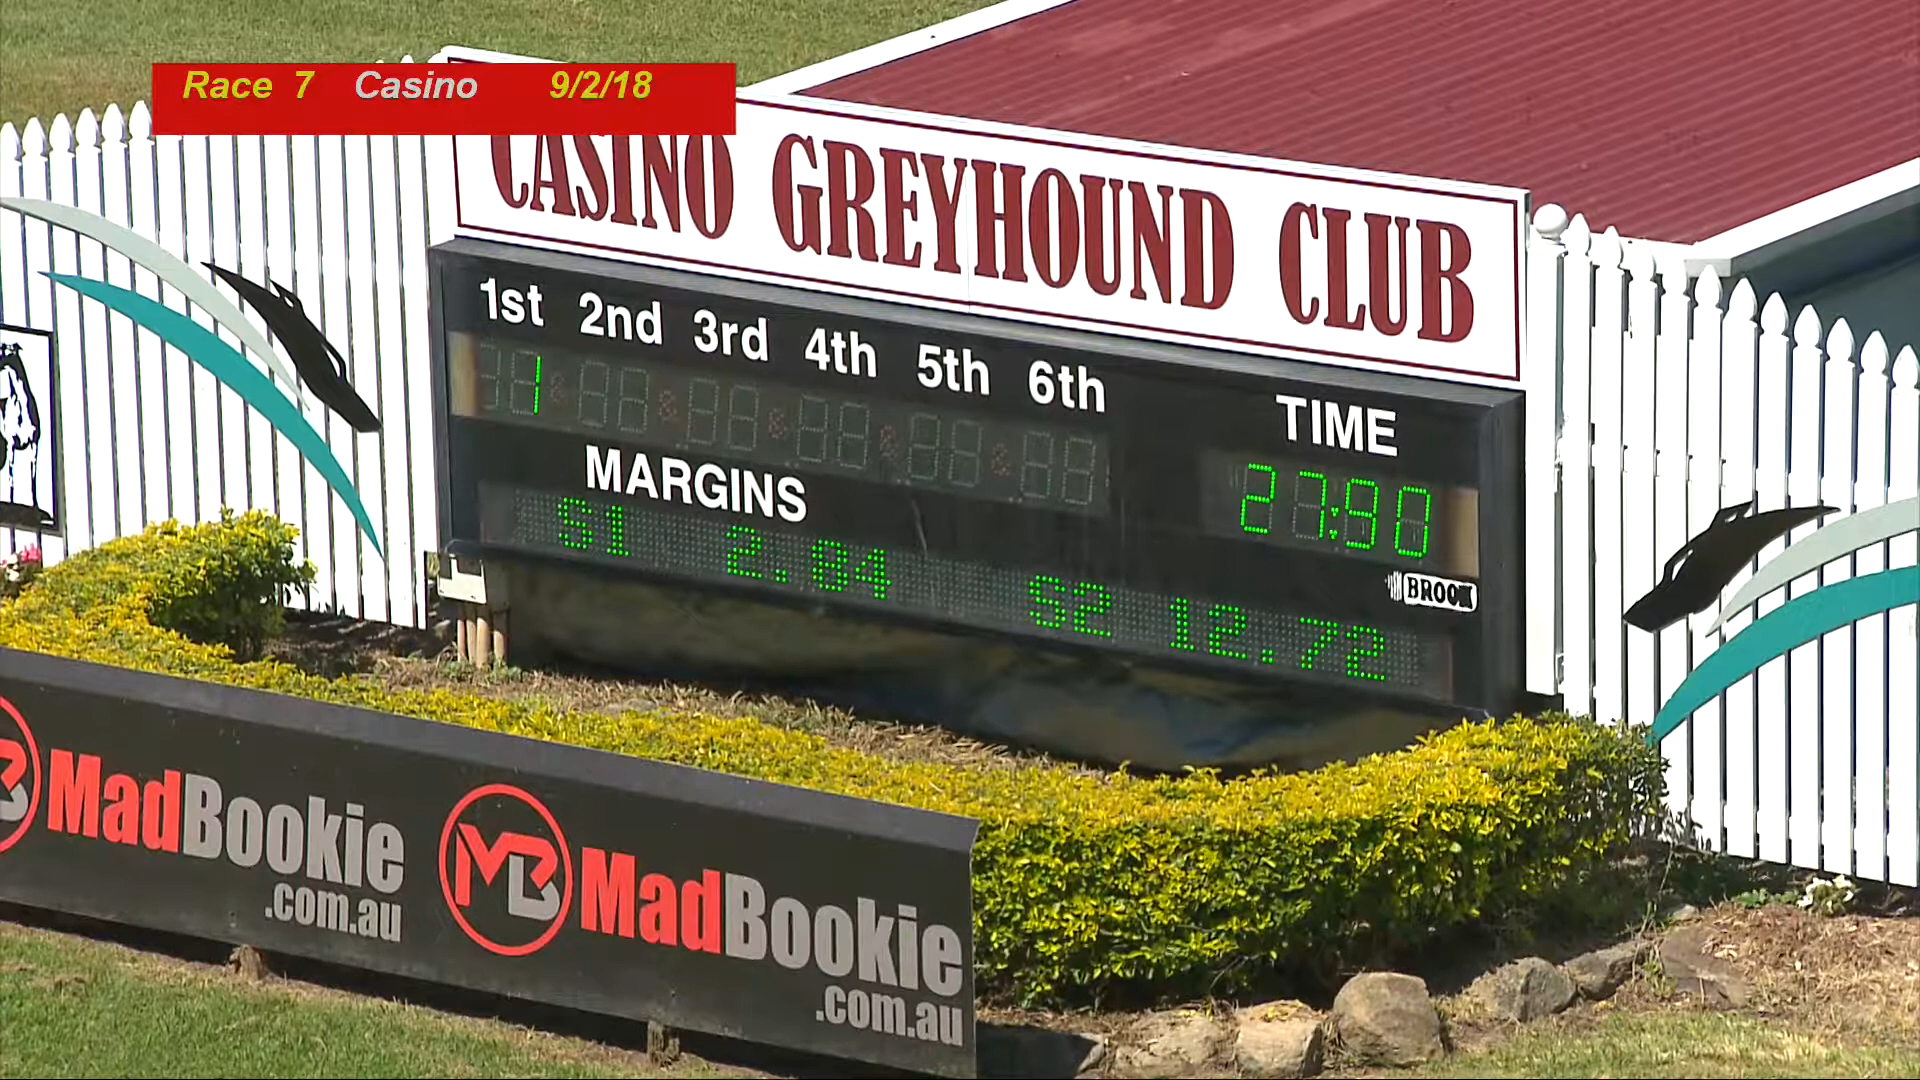 Race 7 Casino 9/2/18
CASINO GREYHOUND CLUB
1st 2nd 3rd 4th 5th 6th
1
TIME
27:90
MARGINS
S1 2.84 S2 12.72
BROOK
MadBookie
.com.au
MB MadBookie
.com.au